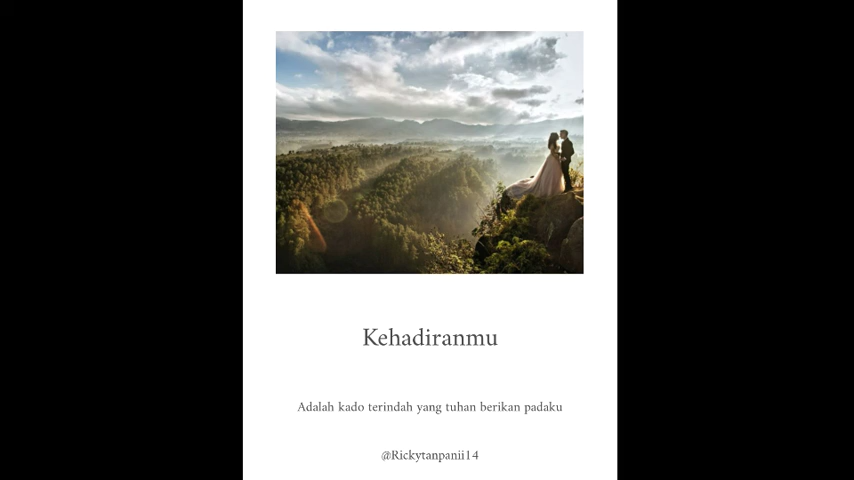 Kehadiranmu
Adalah kado terindah yang tuhan berikan padaku
@Rickytanpanii14